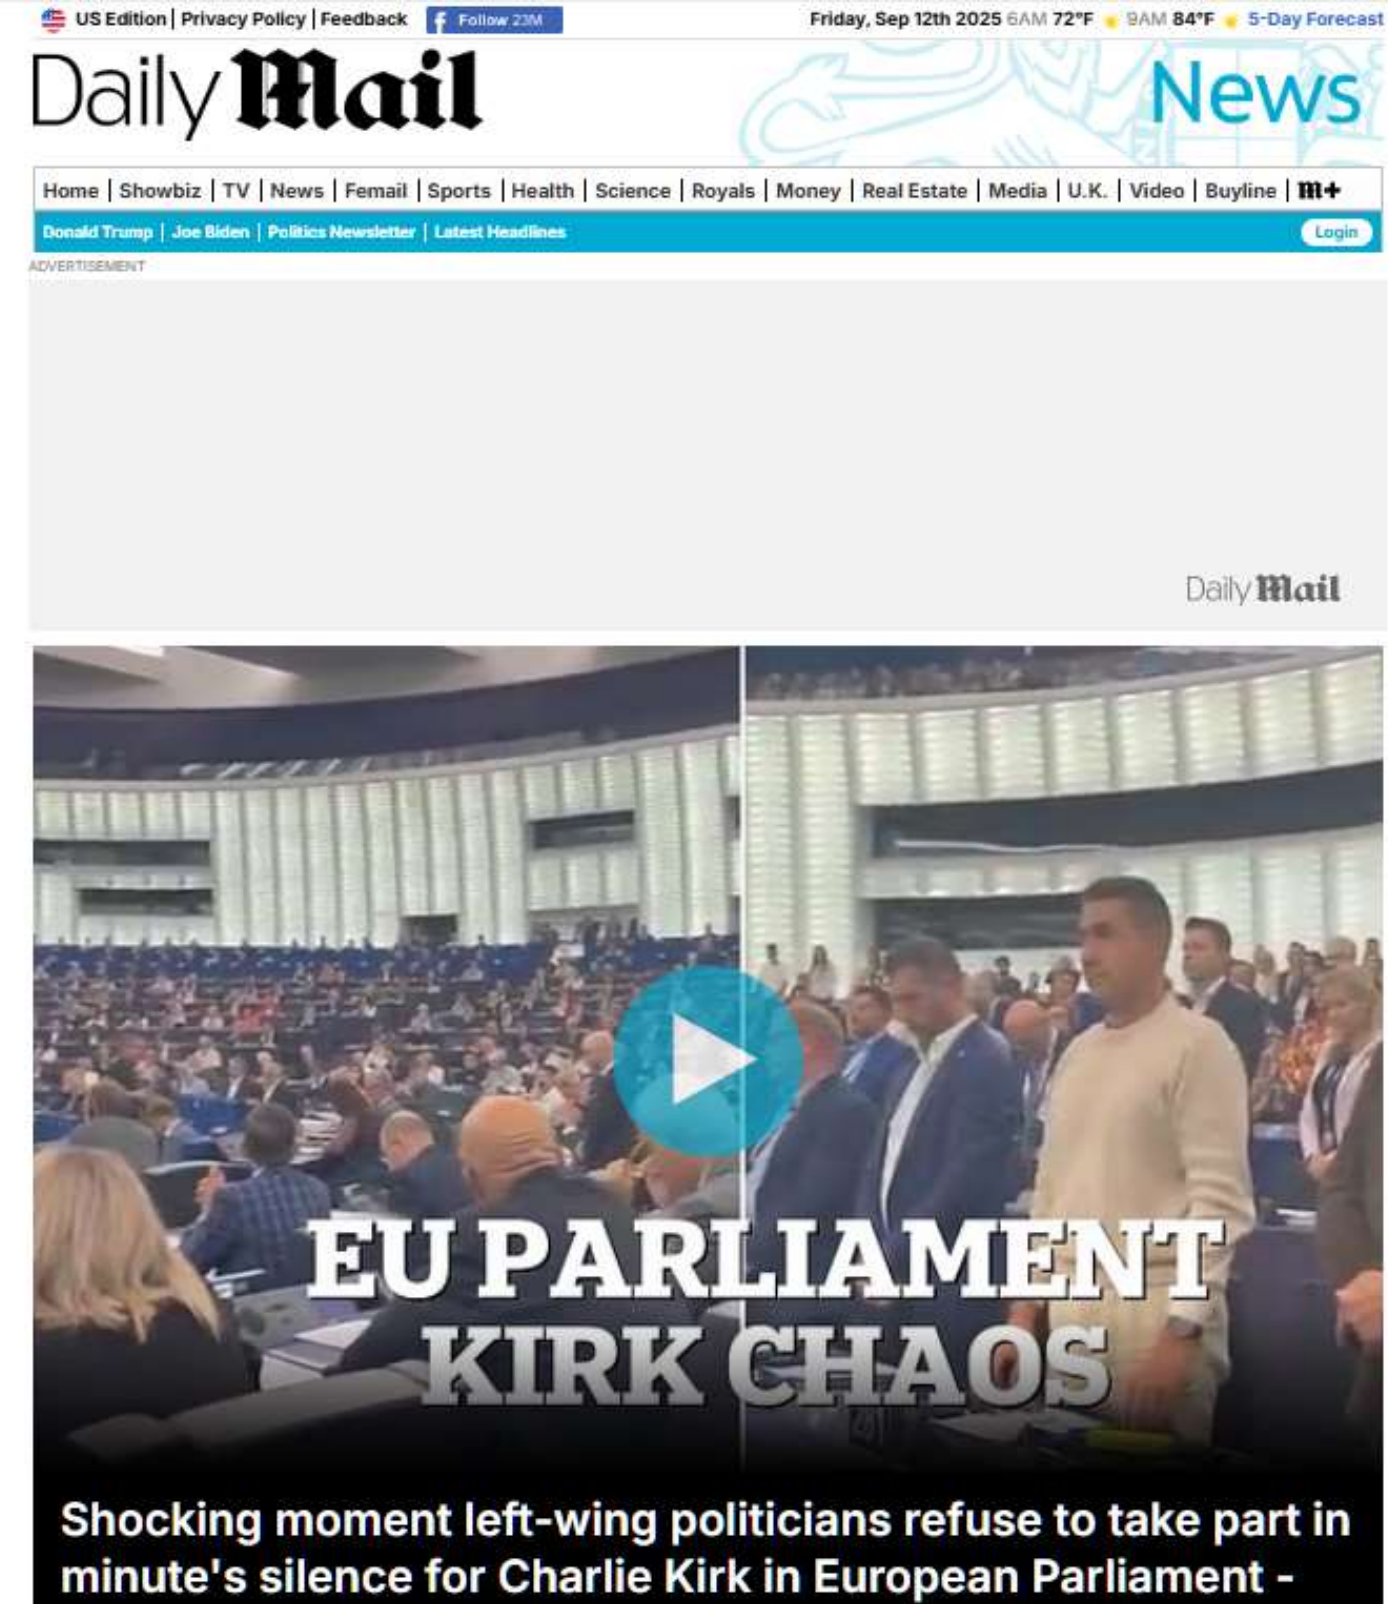 US Edition | Privacy Policy | Feedback f Follow 23M Friday, Sep 12th 2025 6AM 72°F 9AM 84°F 5-Day Forecast
Daily Mail News
Home | Showbiz | TV | News | Femail | Sports | Health | Science | Royals | Money | Real Estate | Media | U.K. | Video | Buyline | m+
Donald Trump | Joe Biden | Politics Newsletter | Latest Headlines Login
ADVERTISEMENT
Daily Mail
EU PARLIAMENT
KIRK CHAOS
Shocking moment left-wing politicians refuse to take part in
minute's silence for Charlie Kirk in European Parliament -